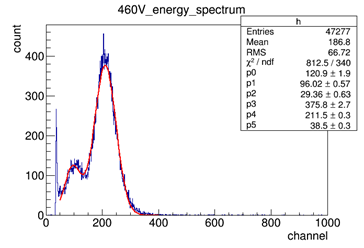 460V_energy_spectrum
h
Entries 47277
Mean 186.8
RMS 66.72
χ² / ndf 812.5 / 340
p0 120.9 ± 1.9
p1 96.02 ± 0.57
p2 29.36 ± 0.63
p3 375.8 ± 2.7
p4 211.5 ± 0.3
p5 38.5 ± 0.3
count
400
300
200
100
0
0 200 400 600 800 1000
channel